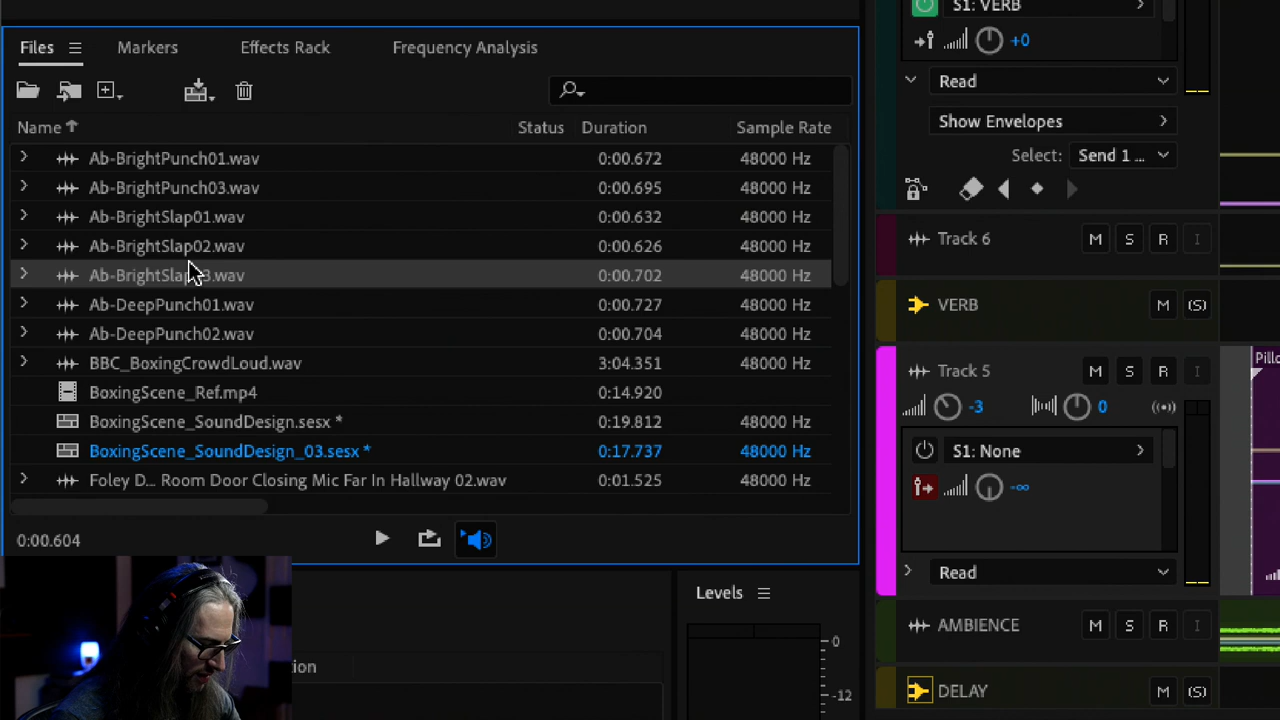 Files
Markers
Effects Rack
Frequency Analysis
Name
Status
Duration
Sample Rate
Ab-BrightPunch01.wav 0:00.672 48000 Hz
Ab-BrightPunch03.wav 0:00.695 48000 Hz
Ab-BrightSlap01.wav 0:00.632 48000 Hz
Ab-BrightSlap02.wav 0:00.626 48000 Hz
Ab-BrightSlap03.wav 0:00.702 48000 Hz
Ab-DeepPunch01.wav 0:00.727 48000 Hz
Ab-DeepPunch02.wav 0:00.704 48000 Hz
BBC_BoxingCrowdLoud.wav 3:04.351 48000 Hz
BoxingScene_Ref.mp4 0:14.920
BoxingScene_SoundDesign.sesx * 0:19.812 48000 Hz
BoxingScene_SoundDesign_03.sesx * 0:17.737 48000 Hz
Foley D... Room Door Closing Mic Far In Hallway 02.wav 0:01.525 48000 Hz
0:00.604
Levels
0
-12
S1: VERB
+0
Read
Show Envelopes
Select: Send 1 ...
Track 6 M S R I
VERB M (S)
Track 5 M S R I
-3 0
S1: None
-∞
Read
AMBIENCE M S R I
DELAY M (S)